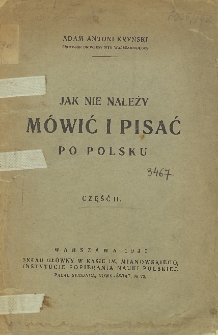 ADAM ANTONI KRYŃSKI
JAK NIE NALEŻY
MÓWIĆ I PISAĆ
PO POLSKU
3467
CZĘŚĆ II.
WARSZAWA
SKŁAD GŁÓWNY W KASIE IM. MIANOWSKIEGO,
INSTYTUCIE POPIERANIA NAUKI POLSKIEJ,